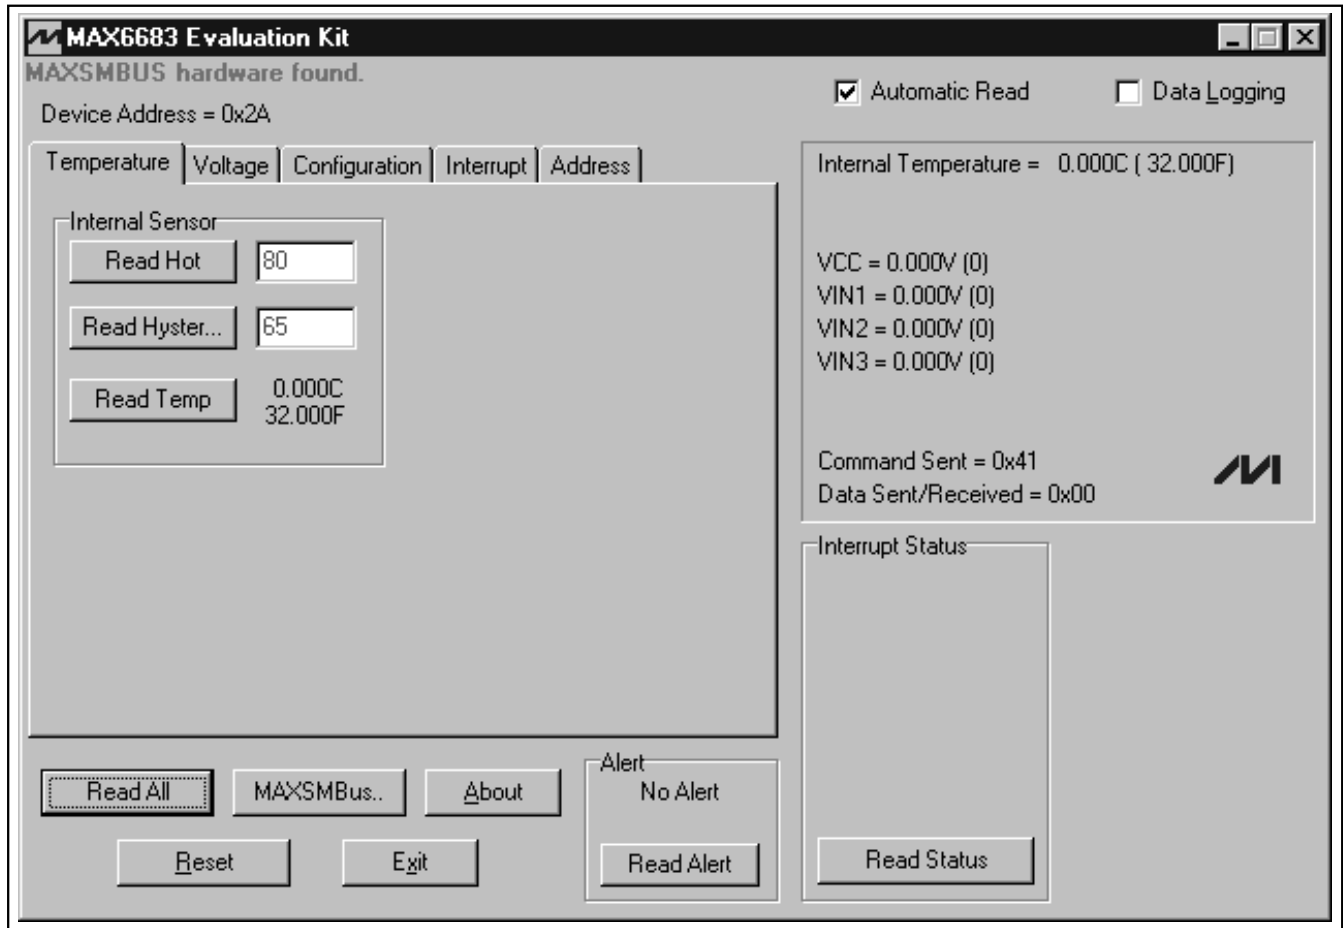 MAX6683 Evaluation Kit
MAXSMBUS hardware found.
Device Address = 0x2A
Automatic Read
Data Logging
Temperature Voltage Configuration Interrupt Address
Internal Sensor
Read Hot 80
Read Hyster... 65
Read Temp 0.000C
32.000F
Internal Temperature = 0.000C ( 32.000F)
VCC = 0.000V (0)
VIN1 = 0.000V (0)
VIN2 = 0.000V (0)
VIN3 = 0.000V (0)
Command Sent = 0x41
Data Sent/Received = 0x00
Interrupt Status
Read Status
Read All MAXSMBus.. About
Reset Exit
Alert
No Alert
Read Alert